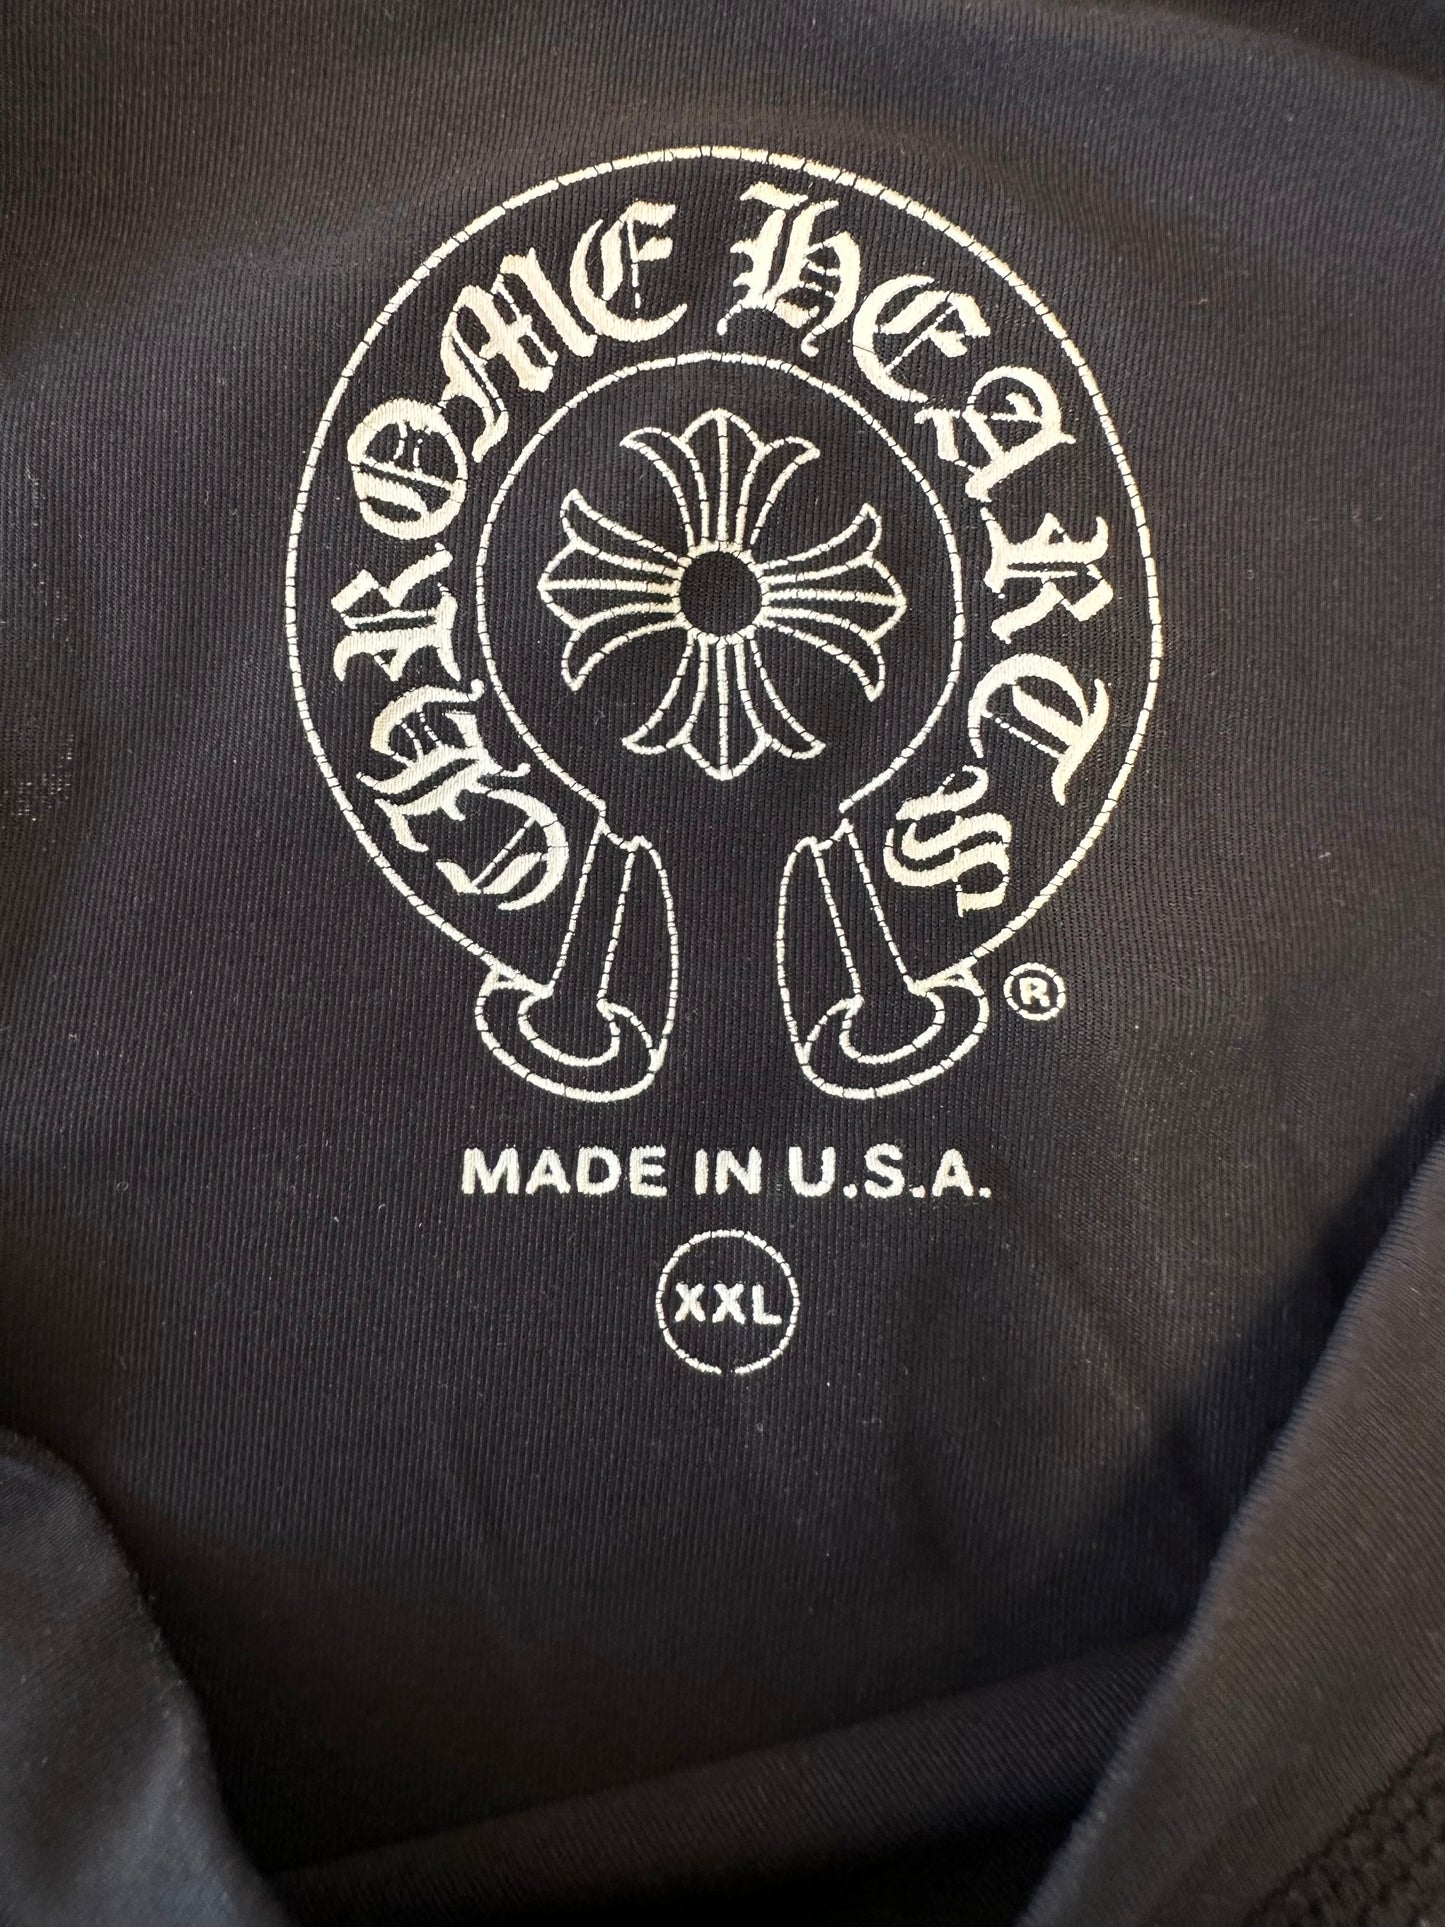 CHROME HEARTS
®
MADE IN U.S.A.
XXL